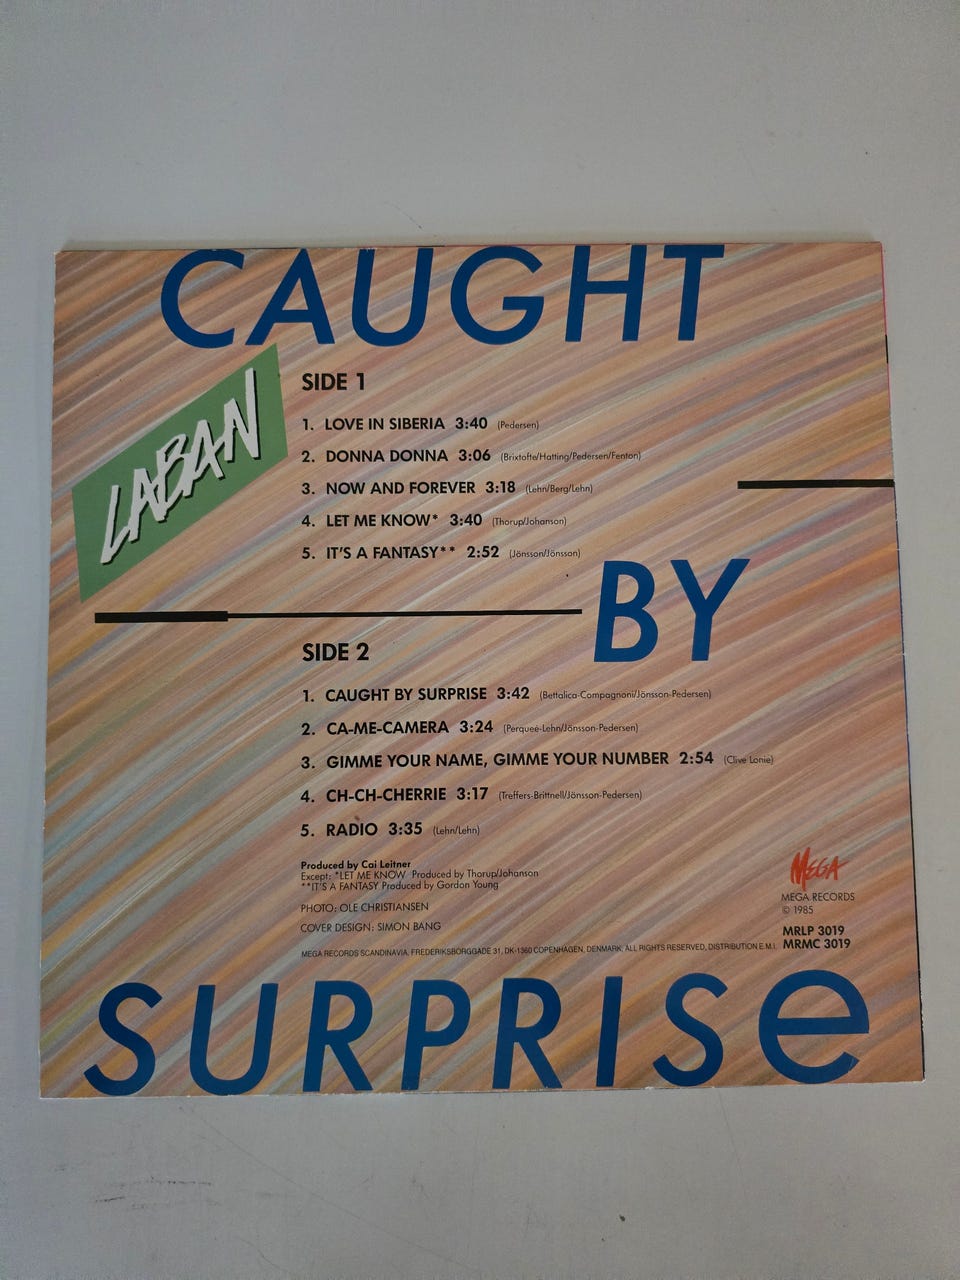 CAUGHT
LABAN
SIDE 1
1. LOVE IN SIBERIA 3:40 (Pedersen)
2. DONNA DONNA 3:06 (Brixtofte/Hatting/Pedersen/Fenton)
3. NOW AND FOREVER 3:18 (Lehn/Berg/Lehn)
4. LET ME KNOW* 3:40 (Thorup/Johanson)
5. IT'S A FANTASY** 2:52 (Jönsson/Jönsson)
BY
SIDE 2
1. CAUGHT BY SURPRISE 3:42 (Bettalica-Compagnoni/Jönsson-Pedersen)
2. CA-ME-CAMERA 3:24 (Perquee-Lehn/Jönsson-Pedersen)
3. GIMME YOUR NAME, GIMME YOUR NUMBER 2:54 (Clive Lonie)
4. CH-CH-CHERRIE 3:17 (Treffers-Brittnell/Jönsson-Pedersen)
5. RADIO 3:35 (Lehn/Lehn)
Produced by Cai Leitner
Except: *LET ME KNOW Produced by Thorup/Johanson
**IT'S A FANTASY Produced by Gordon Young
PHOTO: OLE CHRISTIANSEN
COVER DESIGN: SIMON BANG
MEGA RECORDS SCANDINAVIA, FREDERIKSBORGGADE 31, DK-1360 COPENHAGEN, DENMARK, ALL RIGHTS RESERVED, DISTRIBUTION E.M.I.
MEGA
MEGA RECORDS
© 1985
MRLP 3019
MRMC 3019
SURPRISe